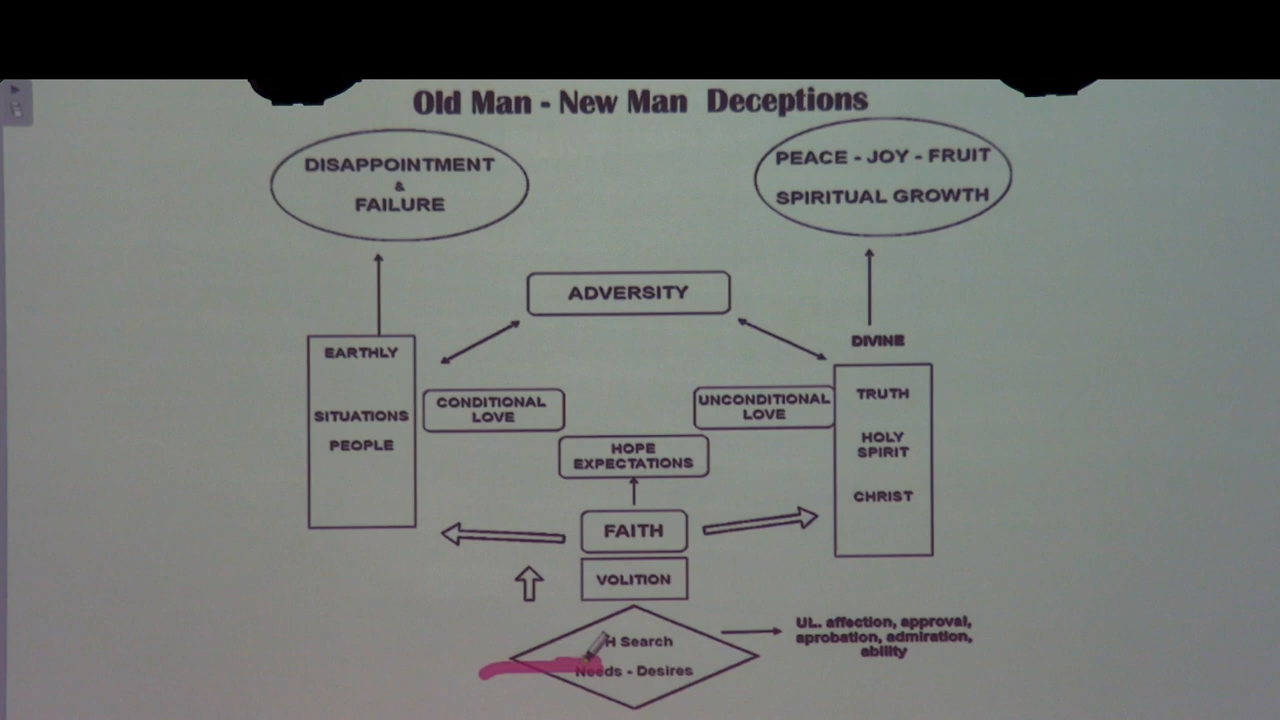 Old Man - New Man Deceptions
DISAPPOINTMENT
&
FAILURE
PEACE - JOY - FRUIT
SPIRITUAL GROWTH
ADVERSITY
EARTHLY
SITUATIONS
PEOPLE
CONDITIONAL
LOVE
UNCONDITIONAL
LOVE
HOPE
EXPECTATIONS
DIVINE
TRUTH
HOLY
SPIRIT
CHRIST
FAITH
VOLITION
H Search
Needs - Desires
UL. affection, approval,
aprobation, admiration,
ability